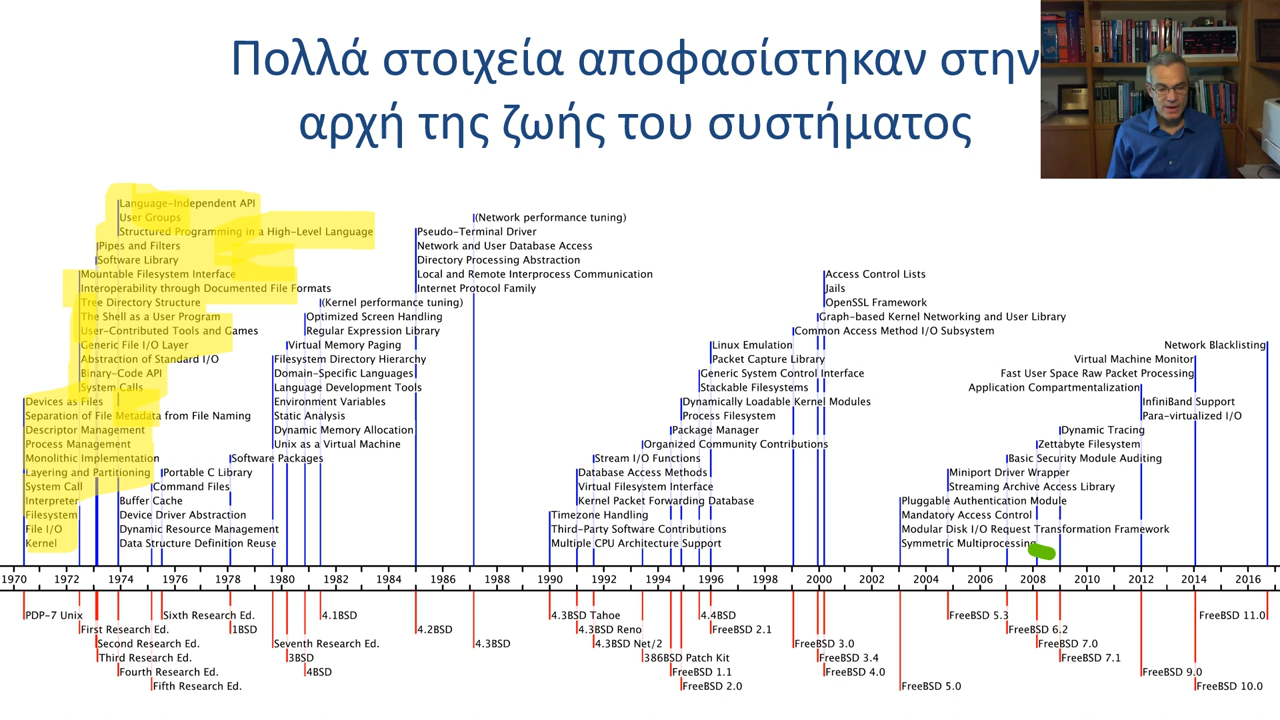 Πολλά στοιχεία αποφασίστηκαν στην
αρχή της ζωής του συστήματος
Language-Independent API
User Groups
(Network performance tuning)
Structured Programming in a High-Level Language
Pseudo-Terminal Driver
Pipes and Filters
Network and User Database Access
Software Library
Directory Processing Abstraction
Mountable Filesystem Interface
Local and Remote Interprocess Communication
Access Control Lists
Interoperability through Documented File Formats
Internet Protocol Family
Jails
Tree Directory Structure
(Kernel performance tuning)
OpenSSL Framework
The Shell as a User Program
Optimized Screen Handling
Graph-based Kernel Networking and User Library
User-Contributed Tools and Games
Regular Expression Library
Common Access Method I/O Subsystem
Generic File I/O Layer
Virtual Memory Paging
Linux Emulation
Network Blacklisting
Abstraction of Standard I/O
Filesystem Directory Hierarchy
Packet Capture Library
Virtual Machine Monitor
Binary-Code API
Domain-Specific Languages
Generic System Control Interface
Fast User Space Raw Packet Processing
System Calls
Language Development Tools
Stackable Filesystems
Application Compartmentalization
Devices as Files
Environment Variables
Dynamically Loadable Kernel Modules
InfiniBand Support
Separation of File Metadata from File Naming
Static Analysis
Process Filesystem
Para-virtualized I/O
Descriptor Management
Dynamic Memory Allocation
Package Manager
Dynamic Tracing
Process Management
Unix as a Virtual Machine
Organized Community Contributions
Zettabyte Filesystem
Monolithic Implementation
Software Packages
Stream I/O Functions
Basic Security Module Auditing
Layering and Partitioning
Portable C Library
Database Access Methods
Miniport Driver Wrapper
System Call
Command Files
Virtual Filesystem Interface
Streaming Archive Access Library
Interpreter
Buffer Cache
Kernel Packet Forwarding Database
Pluggable Authentication Module
Filesystem
Device Driver Abstraction
Timezone Handling
Mandatory Access Control
File I/O
Dynamic Resource Management
Third-Party Software Contributions
Modular Disk I/O Request Transformation Framework
Kernel
Data Structure Definition Reuse
Multiple CPU Architecture Support
Symmetric Multiprocessing
1970 1972 1974 1976 1978 1980 1982 1984 1986 1988 1990 1992 1994 1996 1998 2000 2002 2004 2006 2008 2010 2012 2014 2016
PDP-7 Unix
Sixth Research Ed.
4.1BSD
4.3BSD Tahoe
4.4BSD
FreeBSD 5.3
FreeBSD 11.0
First Research Ed.
1BSD
4.2BSD
4.3BSD Reno
FreeBSD 2.1
FreeBSD 6.2
Second Research Ed.
Seventh Research Ed.
4.3BSD
4.3BSD Net/2
FreeBSD 3.0
FreeBSD 7.0
Third Research Ed.
3BSD
386BSD Patch Kit
FreeBSD 3.4
FreeBSD 7.1
Fourth Research Ed.
4BSD
FreeBSD 1.1
FreeBSD 4.0
FreeBSD 9.0
Fifth Research Ed.
FreeBSD 2.0
FreeBSD 5.0
FreeBSD 10.0